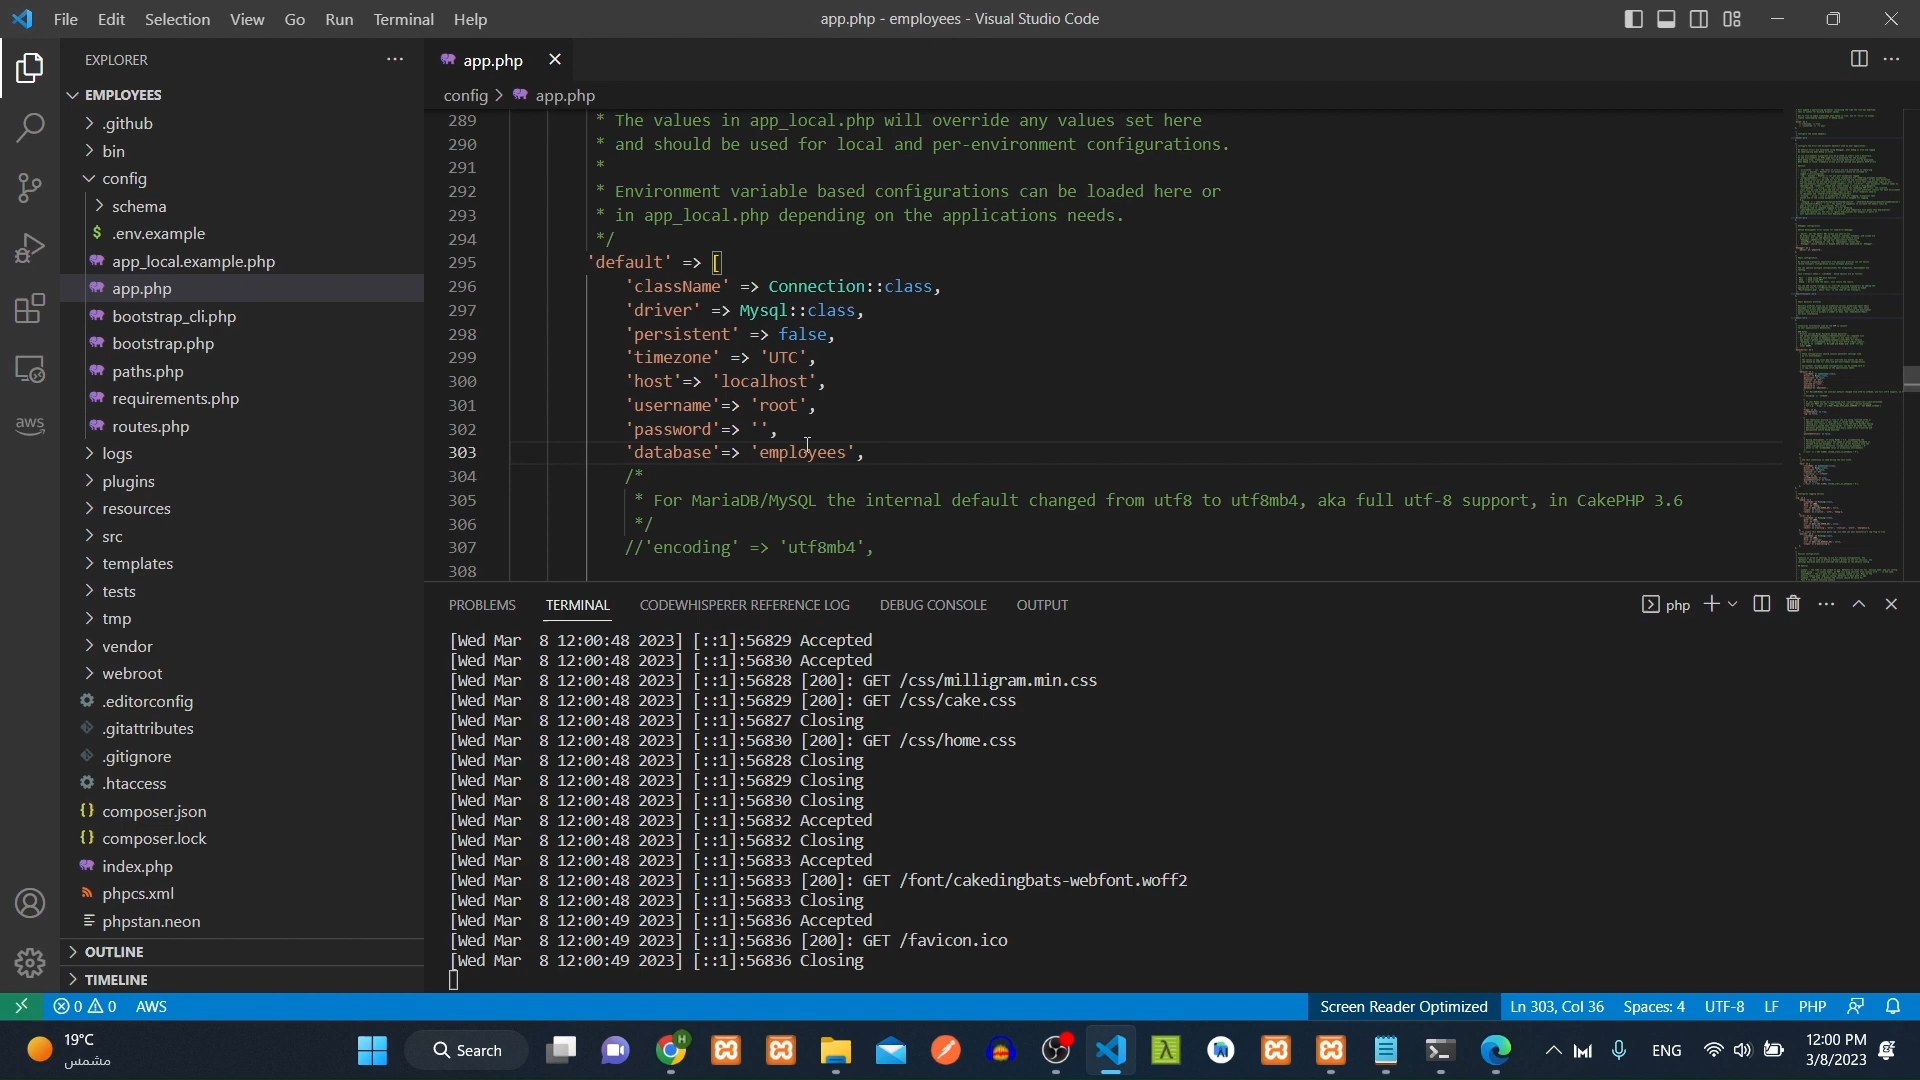 File Edit Selection View Go Run Terminal Help
app.php - employees - Visual Studio Code
EXPLORER
EMPLOYEES
.github
bin
config
schema
.env.example
app_local.example.php
app.php
bootstrap_cli.php
bootstrap.php
paths.php
requirements.php
routes.php
logs
plugins
resources
src
templates
tests
tmp
vendor
webroot
.editorconfig
.gitattributes
.gitignore
.htaccess
composer.json
composer.lock
index.php
phpcs.xml
phpstan.neon
OUTLINE
TIMELINE
aws
app.php
config > app.php
289 * The values in app_local.php will override any values set here
290 * and should be used for local and per-environment configurations.
291 *
292 * Environment variable based configurations can be loaded here or
293 * in app_local.php depending on the applications needs.
294 */
295 'default' => [
296 'className' => Connection::class,
297 'driver' => Mysql::class,
298 'persistent' => false,
299 'timezone' => 'UTC',
300 'host'=> 'localhost',
301 'username'=> 'root',
302 'password'=> '',
303 'database'=> 'employees',
304 /*
305 * For MariaDB/MySQL the internal default changed from utf8 to utf8mb4, aka full utf-8 support, in CakePHP 3.6
306 */
307 //'encoding' => 'utf8mb4',
308
PROBLEMS TERMINAL CODEWHISPERER REFERENCE LOG DEBUG CONSOLE OUTPUT
php
[Wed Mar  8 12:00:48 2023] [::1]:56829 Accepted
[Wed Mar  8 12:00:48 2023] [::1]:56830 Accepted
[Wed Mar  8 12:00:48 2023] [::1]:56828 [200]: GET /css/milligram.min.css
[Wed Mar  8 12:00:48 2023] [::1]:56829 [200]: GET /css/cake.css
[Wed Mar  8 12:00:48 2023] [::1]:56827 Closing
[Wed Mar  8 12:00:48 2023] [::1]:56830 [200]: GET /css/home.css
[Wed Mar  8 12:00:48 2023] [::1]:56828 Closing
[Wed Mar  8 12:00:48 2023] [::1]:56829 Closing
[Wed Mar  8 12:00:48 2023] [::1]:56830 Closing
[Wed Mar  8 12:00:48 2023] [::1]:56832 Accepted
[Wed Mar  8 12:00:48 2023] [::1]:56832 Closing
[Wed Mar  8 12:00:48 2023] [::1]:56833 Accepted
[Wed Mar  8 12:00:48 2023] [::1]:56833 [200]: GET /font/cakedingbats-webfont.woff2
[Wed Mar  8 12:00:48 2023] [::1]:56833 Closing
[Wed Mar  8 12:00:49 2023] [::1]:56836 Accepted
[Wed Mar  8 12:00:49 2023] [::1]:56836 [200]: GET /favicon.ico
[Wed Mar  8 12:00:49 2023] [::1]:56836 Closing
0 0 AWS
Screen Reader Optimized Ln 303, Col 36 Spaces: 4 UTF-8 LF PHP
19°C
مشمس
Search
ENG
12:00 PM
3/8/2023